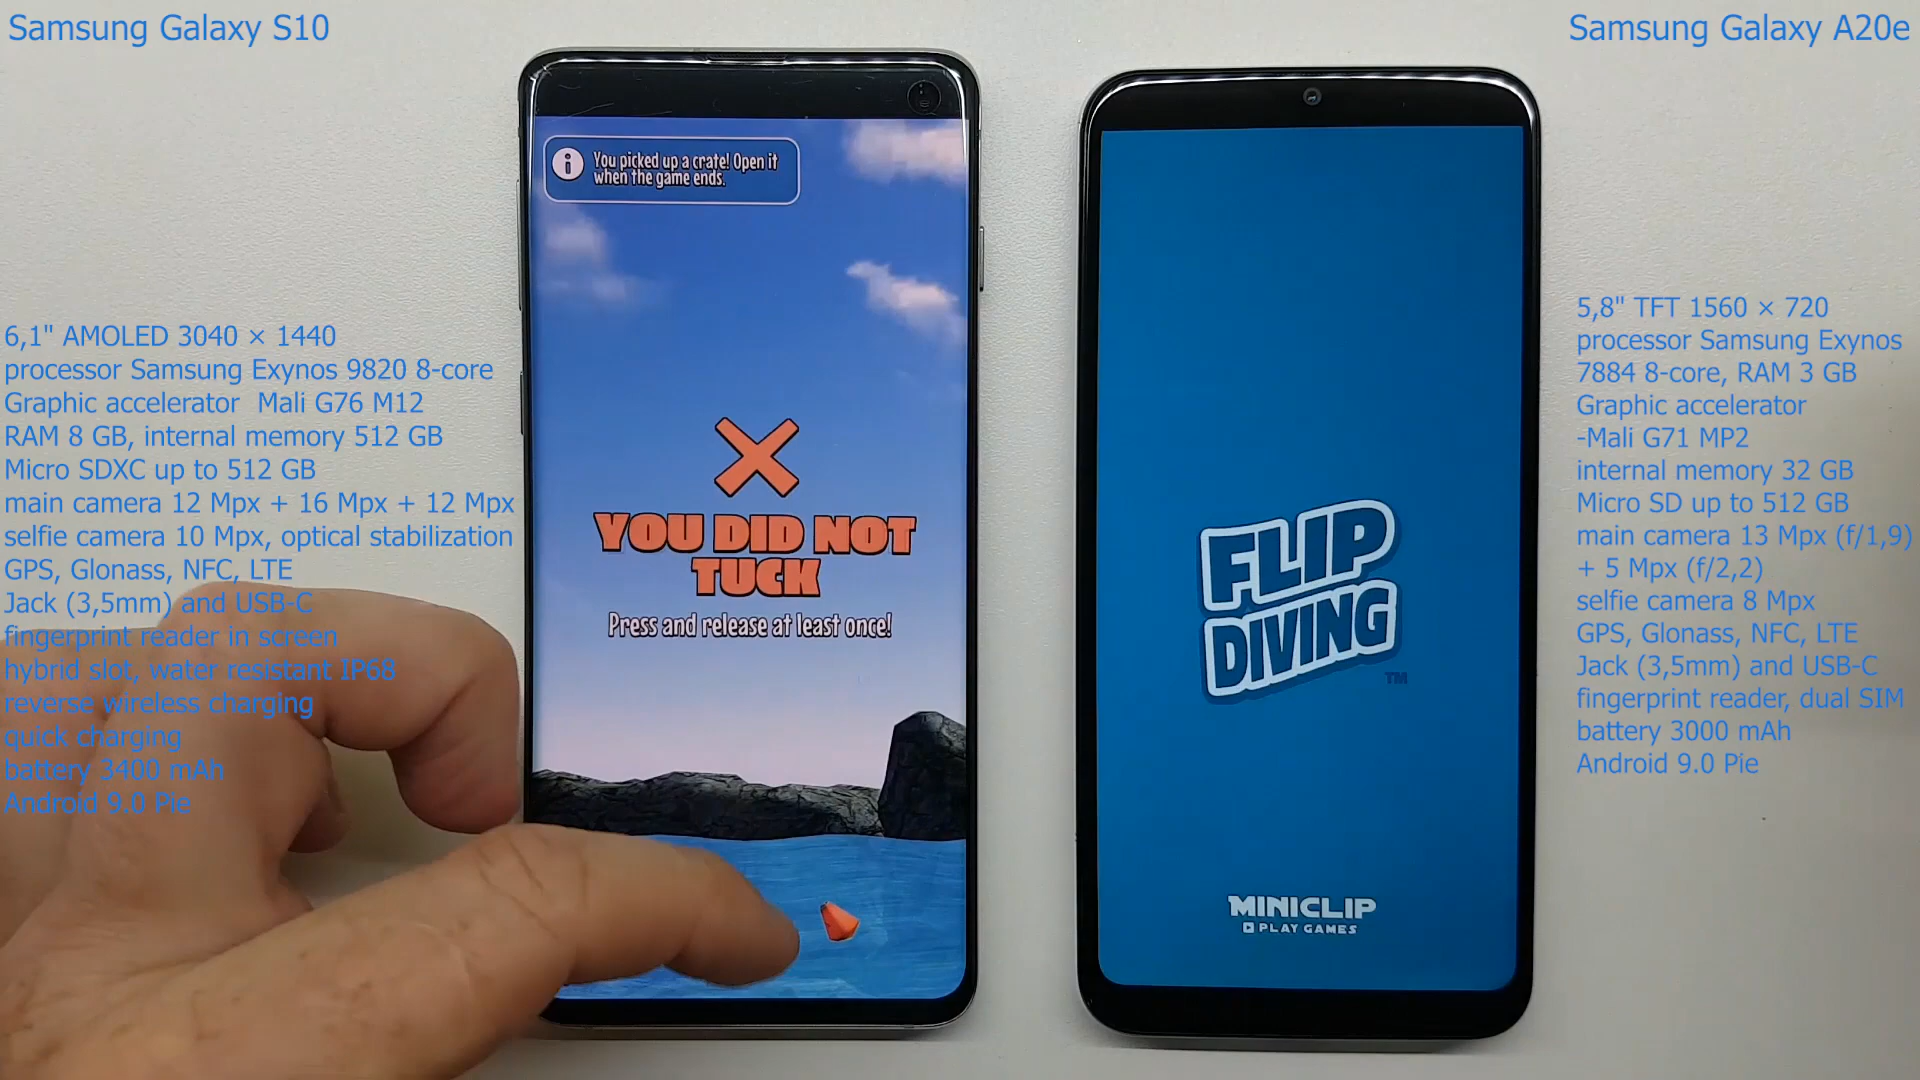 Samsung Galaxy S10
Samsung Galaxy A20e
6,1" AMOLED 3040 × 1440
processor Samsung Exynos 9820 8-core
Graphic accelerator  Mali G76 M12
RAM 8 GB, internal memory 512 GB
Micro SDXC up to 512 GB
main camera 12 Mpx + 16 Mpx + 12 Mpx
selfie camera 10 Mpx, optical stabilization
GPS, Glonass, NFC, LTE
Jack (3,5mm) and USB-C
fingerprint reader in screen
hybrid slot, water resistant IP68
reverse wireless charging
quick charging
battery 3400 mAh
Android 9.0 Pie
You picked up a crate! Open it
when the game ends.
YOU DID NOT
TUCK
Press and release at least once!
FLIP
DIVING
TM
MINICLIP
PLAY GAMES
5,8" TFT 1560 × 720
processor Samsung Exynos
7884 8-core, RAM 3 GB
Graphic accelerator
-Mali G71 MP2
internal memory 32 GB
Micro SD up to 512 GB
main camera 13 Mpx (f/1,9)
+ 5 Mpx (f/2,2)
selfie camera 8 Mpx
GPS, Glonass, NFC, LTE
Jack (3,5mm) and USB-C
fingerprint reader, dual SIM
battery 3000 mAh
Android 9.0 Pie